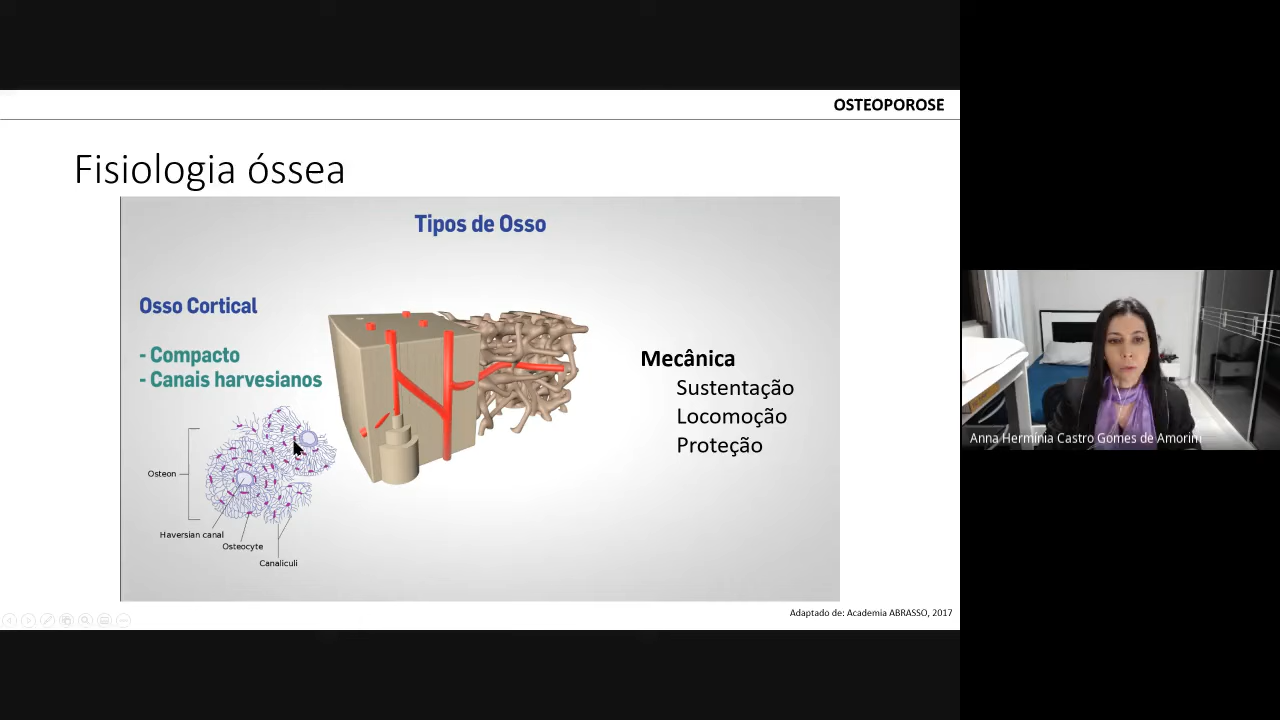 OSTEOPOROSE
Fisiologia óssea
Tipos de Osso
Osso Cortical
- Compacto
- Canais harvesianos
Osteon
Haversian canal
Osteocyte
Canaliculi
Mecânica
Sustentação
Locomoção
Proteção
Adaptado de: Academia ABRASSO, 2017
Anna Hermínia Castro Gomes de Amorim